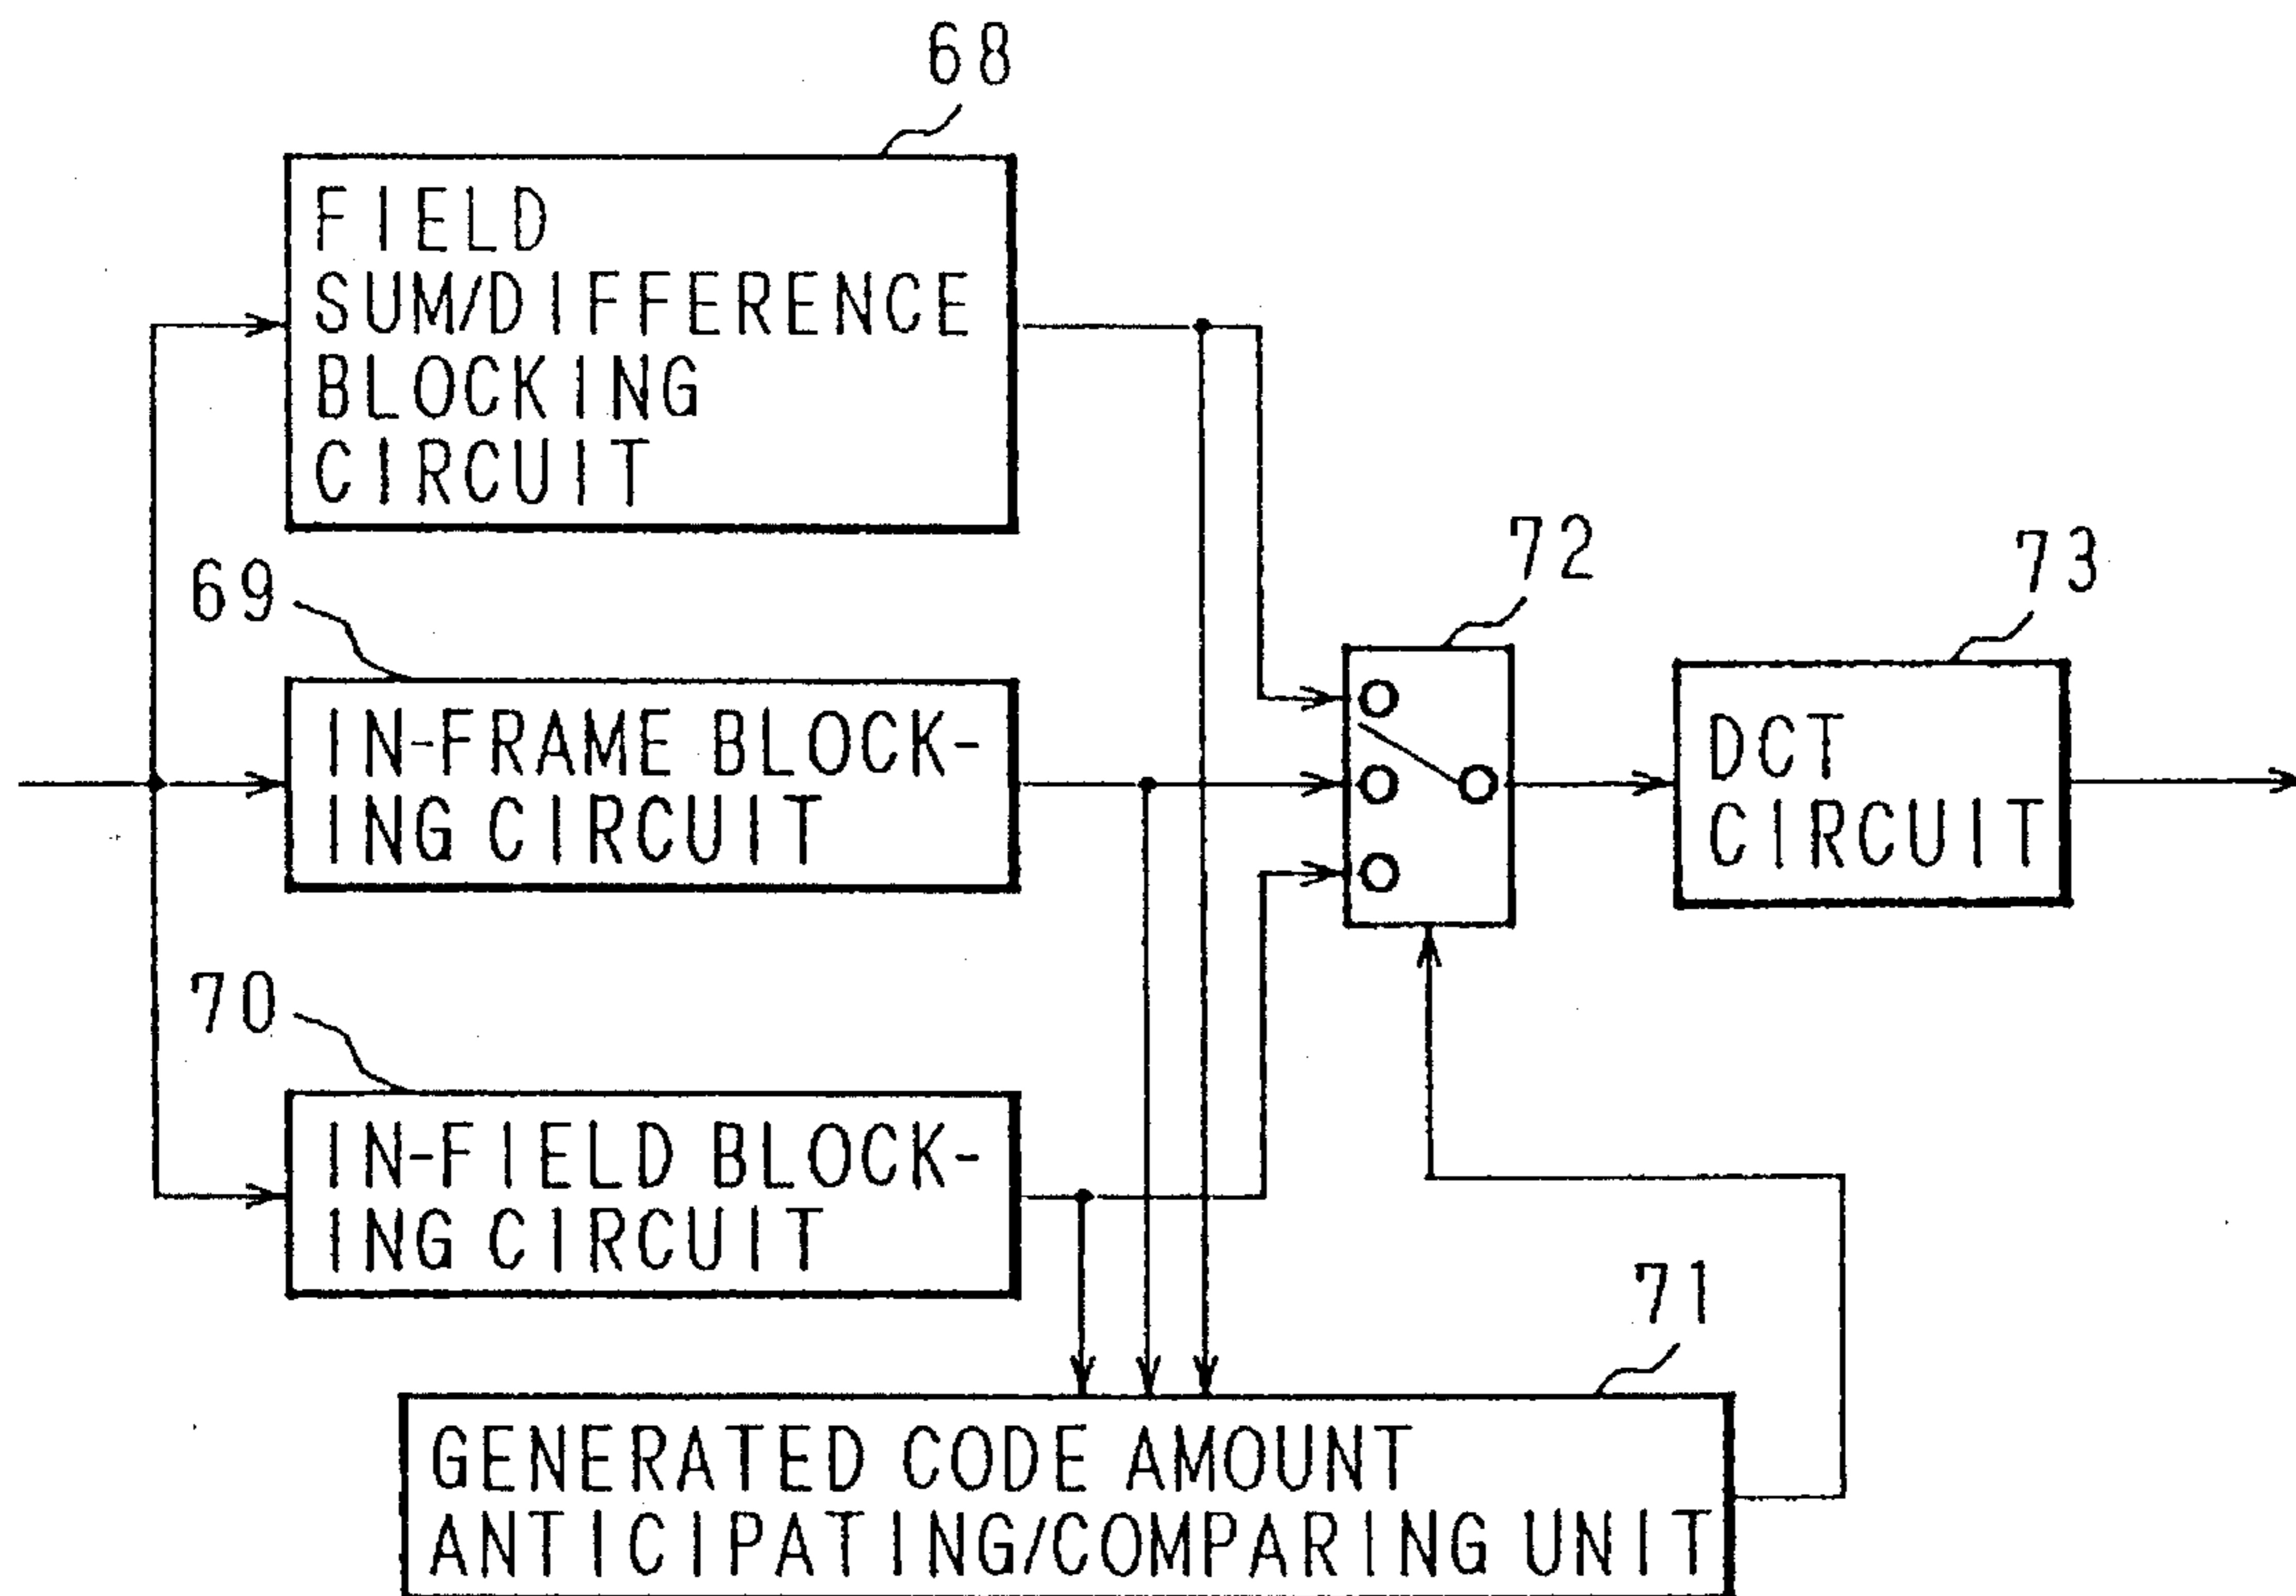 68
FIELD
SUM/DIFFERENCE
BLOCKING
CIRCUIT
69
IN-FRAME BLOCK-
ING CIRCUIT
70
IN-FIELD BLOCK-
ING CIRCUIT
72
73
DCT
CIRCUIT
71
GENERATED CODE AMOUNT
ANTICIPATING/COMPARING UNIT